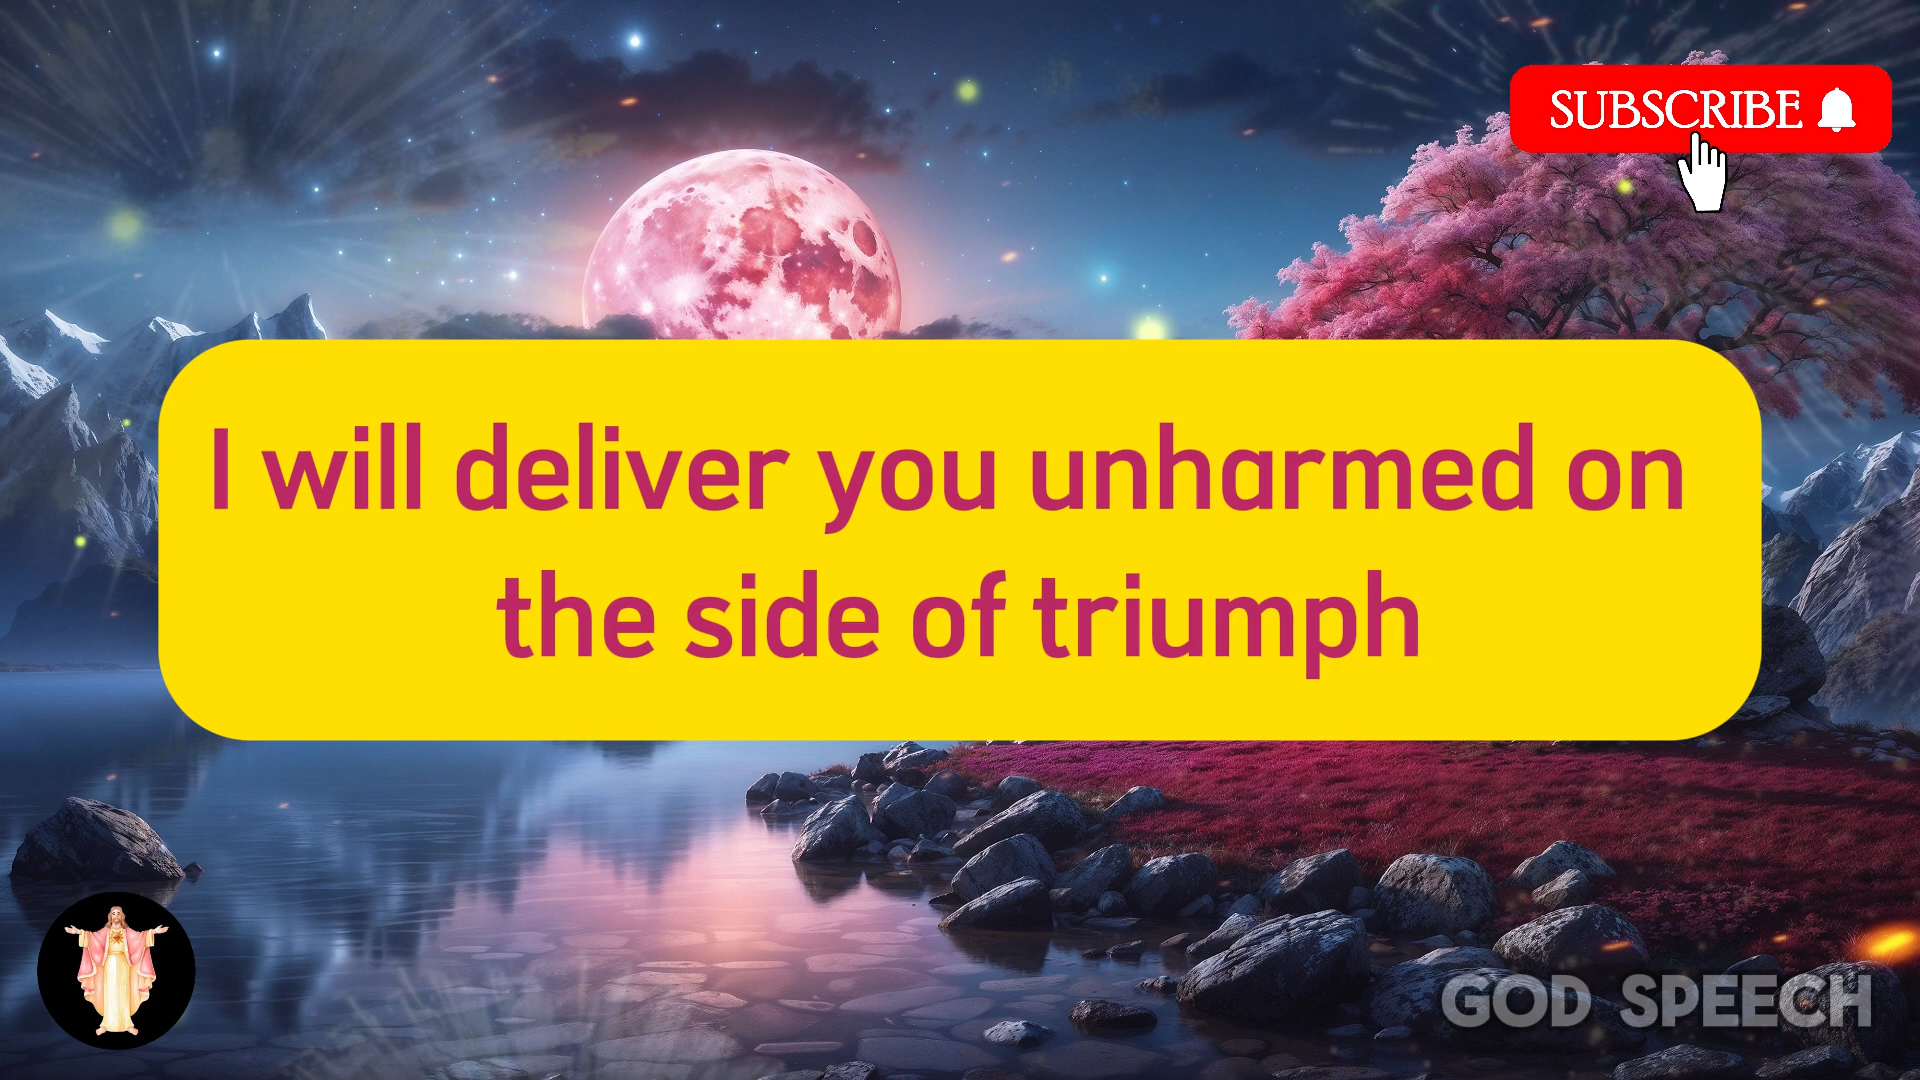 SUBSCRIBE
I will deliver you unharmed on
the side of triumph
GOD SPEECH